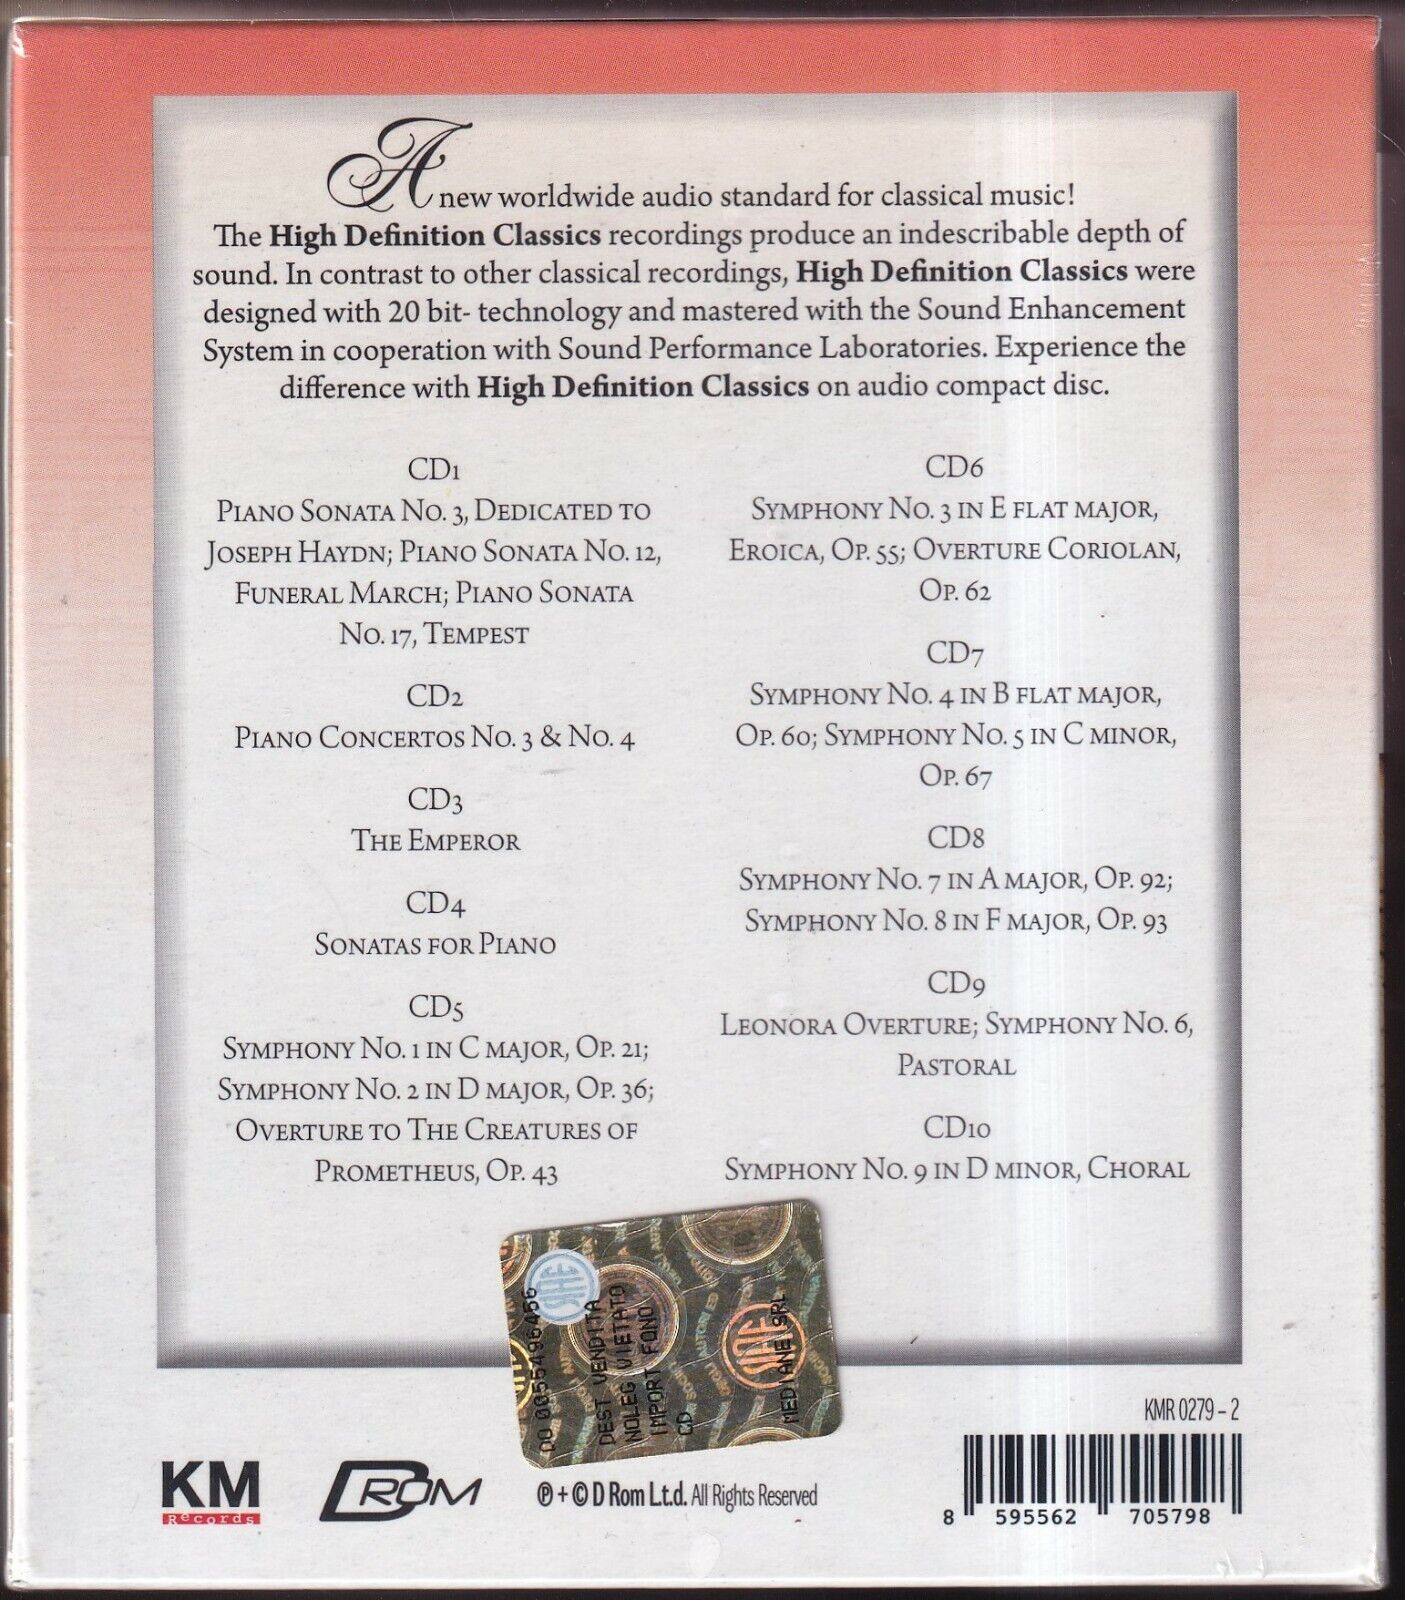 A new worldwide audio standard for classical music!
The High Definition Classics recordings produce an indescribable depth of
sound. In contrast to other classical recordings, High Definition Classics were
designed with 20 bit- technology and mastered with the Sound Enhancement
System in cooperation with Sound Performance Laboratories. Experience the
difference with High Definition Classics on audio compact disc.
CD1
Piano Sonata No. 3, Dedicated to
Joseph Haydn; Piano Sonata No. 12,
Funeral March; Piano Sonata
No. 17, Tempest
CD2
Piano Concertos No. 3 & No. 4
CD3
The Emperor
CD4
Sonatas for Piano
CD5
Symphony No. 1 in C major, Op. 21;
Symphony No. 2 in D major, Op. 36;
Overture to The Creatures of
Prometheus, Op. 43
CD6
Symphony No. 3 in E flat major,
Eroica, Op. 55; Overture Coriolan,
Op. 62
CD7
Symphony No. 4 in B flat major,
Op. 60; Symphony No. 5 in C minor,
Op. 67
CD8
Symphony No. 7 in A major, Op. 92;
Symphony No. 8 in F major, Op. 93
CD9
Leonora Overture; Symphony No. 6,
Pastoral
CD10
Symphony No. 9 in D minor, Choral
SIAE
DEST VENDITA
NOLEG VIETATO
IMPORT FONO
CD
MEDIANE SRL
SIAE
KMR 0279 – 2
KM
Records
D ROM
℗ + © D Rom Ltd. All Rights Reserved
8 595562 705798